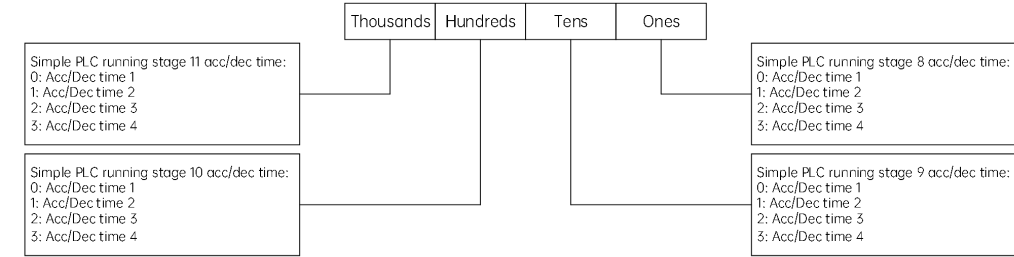 Thousands Hundreds Tens Ones
Simple PLC running stage 11 acc/dec time:
0: Acc/Dec time 1
1: Acc/Dec time 2
2: Acc/Dec time 3
3: Acc/Dec time 4
Simple PLC running stage 8 acc/dec time:
0: Acc/Dec time 1
1: Acc/Dec time 2
2: Acc/Dec time 3
3: Acc/Dec time 4
Simple PLC running stage 10 acc/dec time:
0: Acc/Dec time 1
1: Acc/Dec time 2
2: Acc/Dec time 3
3: Acc/Dec time 4
Simple PLC running stage 9 acc/dec time:
0: Acc/Dec time 1
1: Acc/Dec time 2
2: Acc/Dec time 3
3: Acc/Dec time 4